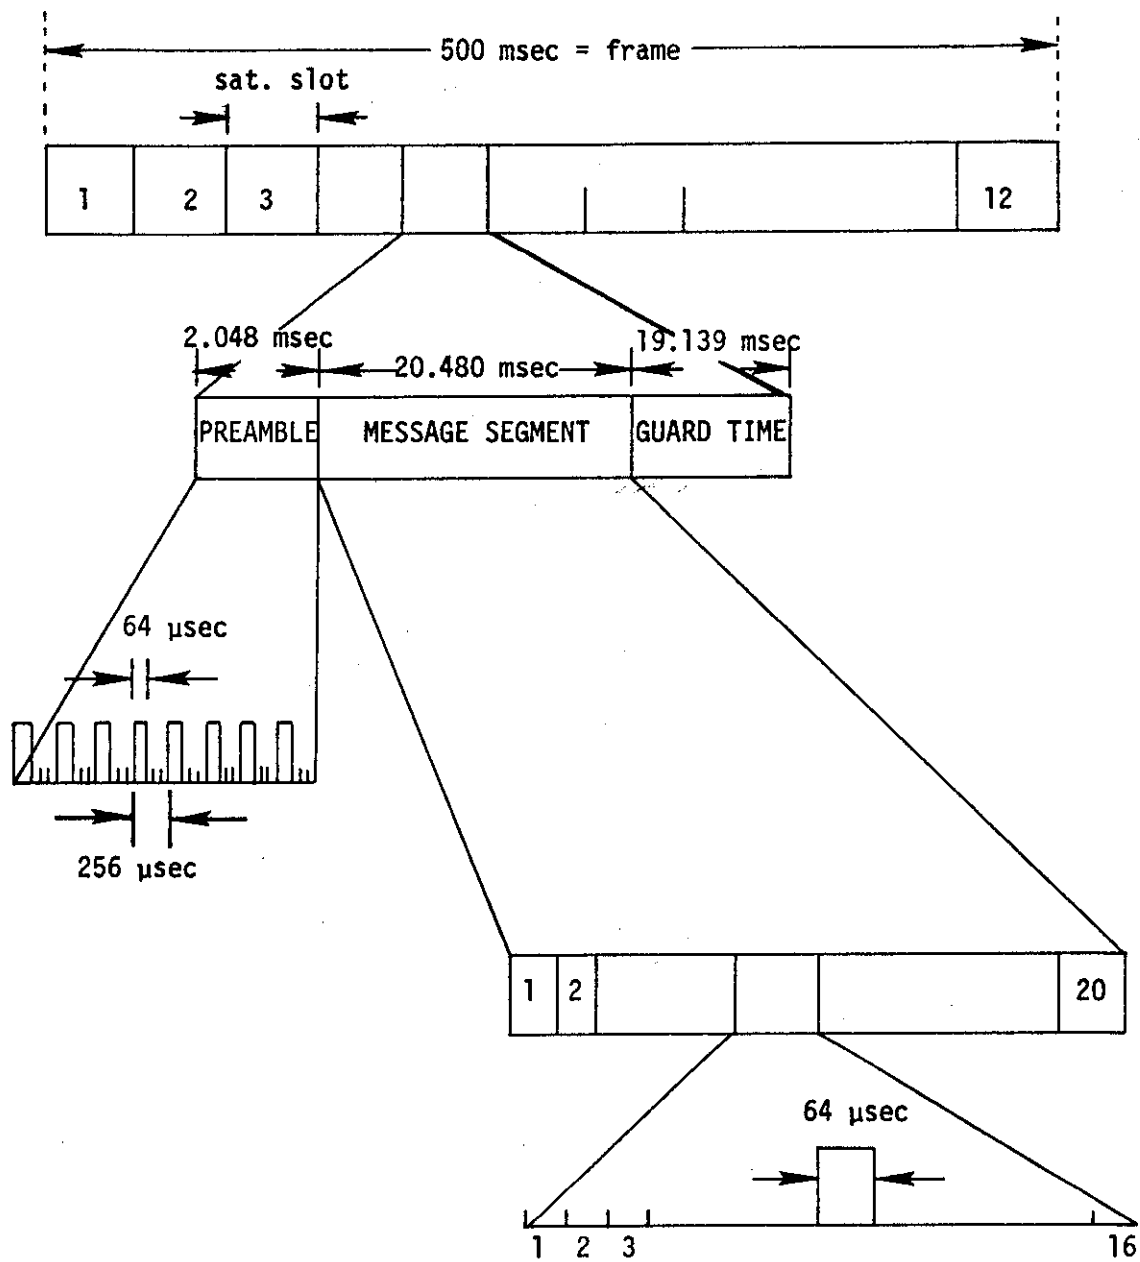 500 msec = frame
sat. slot
1 2 3 12
2.048 msec 20.480 msec 19.139 msec
PREAMBLE MESSAGE SEGMENT GUARD TIME
64 μsec
256 μsec
1 2 20
64 μsec
1 2 3 16